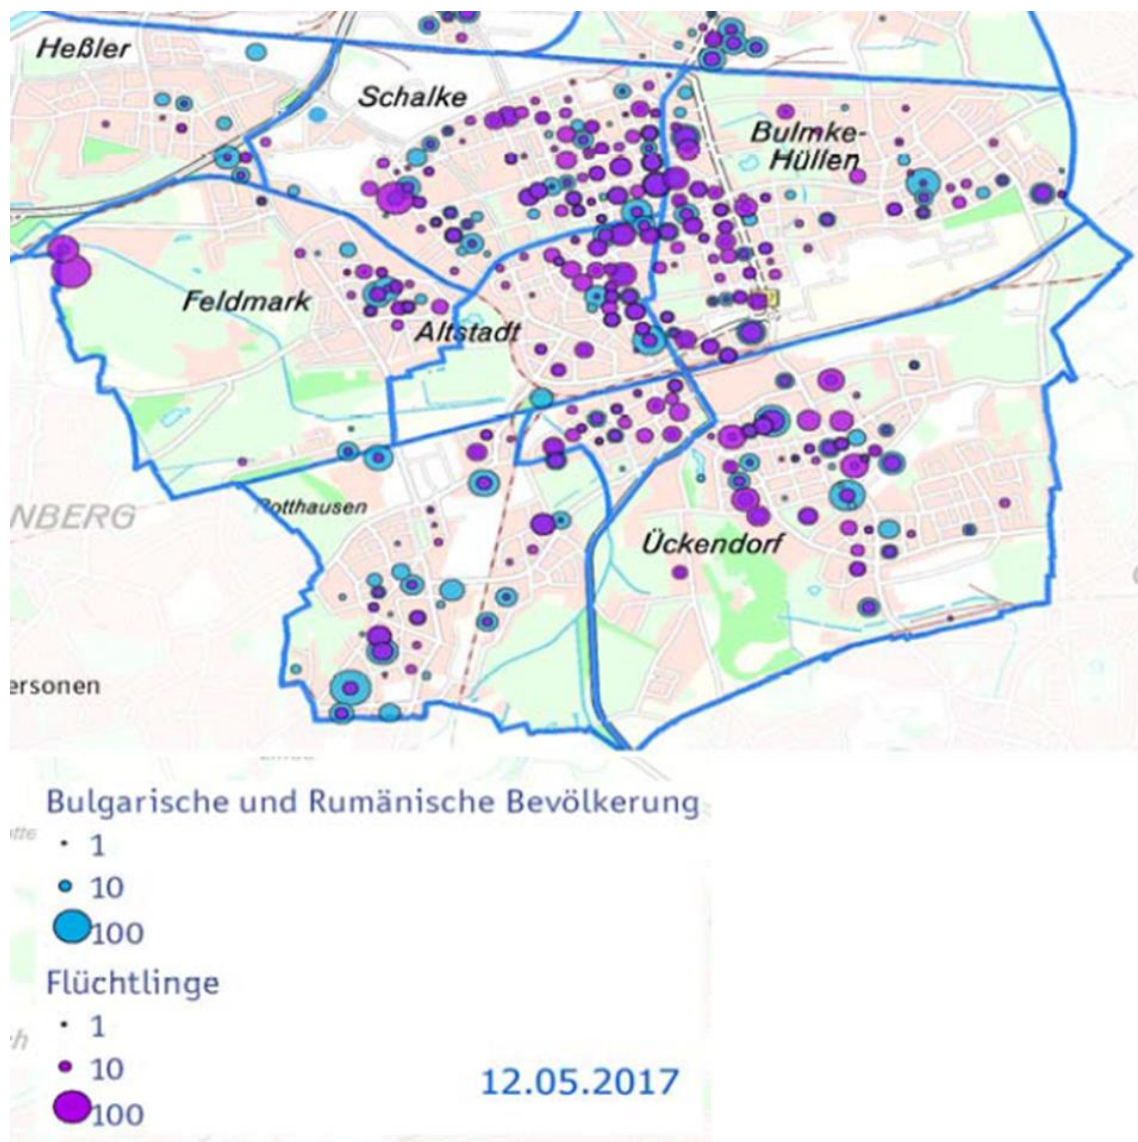 Heßler
Schalke
Bulmke-
Hüllen
Feldmark
Altstadt
NBERG
Rotthausen
Ückendorf
ersonen
Bulgarische und Rumänische Bevölkerung
1
10
100
Flüchtlinge
1
10
100
12.05.2017